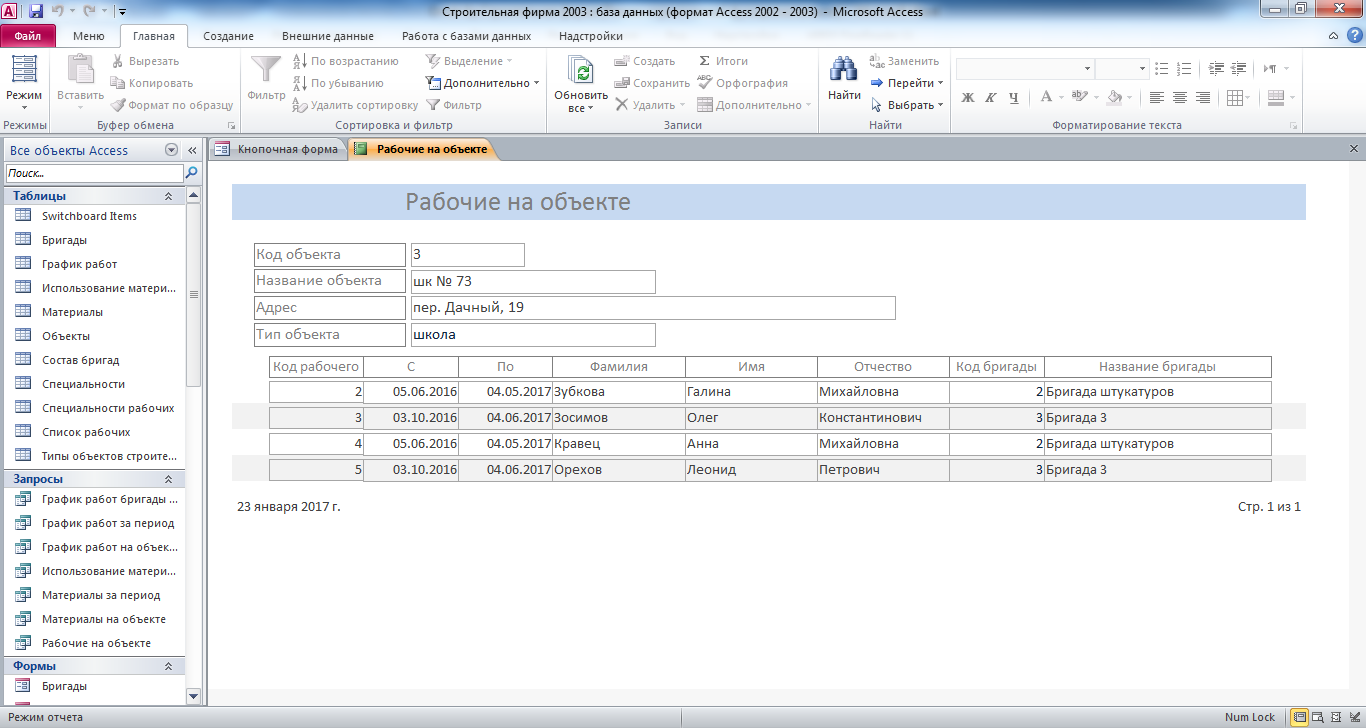 Строительная фирма 2003 : база данных (формат Access 2002 - 2003) - Microsoft Access
Файл Меню Главная Создание Внешние данные Работа с базами данных Надстройки
Режим
Режимы
Вставить
Вырезать
Копировать
Формат по образцу
Буфер обмена
Фильтр
По возрастанию
По убыванию
Удалить сортировку
Выделение
Дополнительно
Фильтр
Сортировка и фильтр
Обновить все
Создать
Сохранить
Удалить
Итоги
Орфография
Дополнительно
Записи
Найти
Заменить
Перейти
Выбрать
Найти
Ж К Ч
Форматирование текста
Все объекты Access
Поиск...
Таблицы
Switchboard Items
Бригады
График работ
Использование матери...
Материалы
Объекты
Состав бригад
Специальности
Специальности рабочих
Список рабочих
Типы объектов строите...
Запросы
График работ бригады ...
График работ за период
График работ на объек...
Использование матери...
Материалы за период
Материалы на объекте
Рабочие на объекте
Формы
Бригады
Кнопочная форма Рабочие на объекте
Рабочие на объекте
Код объекта 3
Название объекта шк № 73
Адрес пер. Дачный, 19
Тип объекта школа
Код рабочего С По Фамилия Имя Отчество Код бригады Название бригады
2 05.06.2016 04.05.2017 Зубкова Галина Михайловна 2 Бригада штукатуров
3 03.10.2016 04.06.2017 Зосимов Олег Константинович 3 Бригада 3
4 05.06.2016 04.05.2017 Кравец Анна Михайловна 2 Бригада штукатуров
5 03.10.2016 04.06.2017 Орехов Леонид Петрович 3 Бригада 3
23 января 2017 г. Стр. 1 из 1
Режим отчета Num Lock